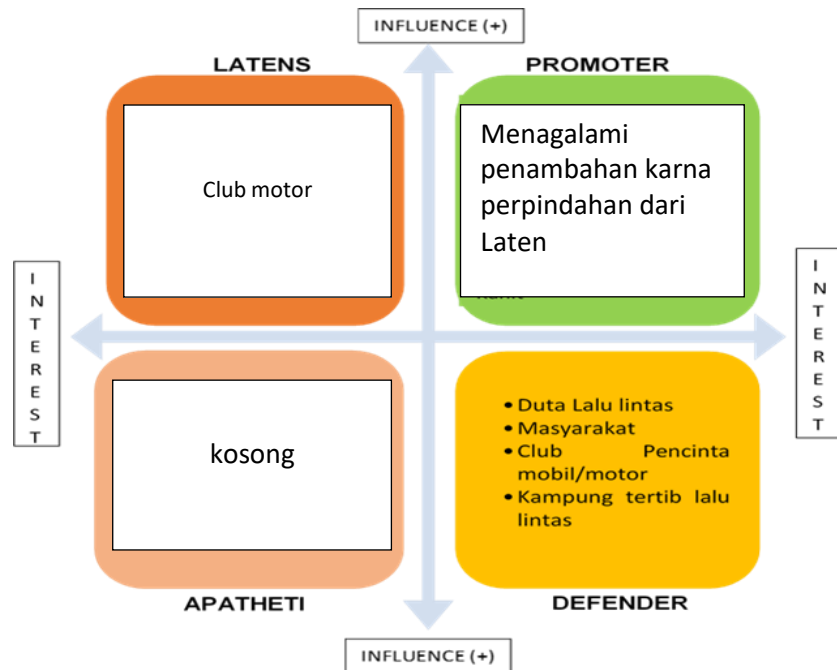 INFLUENCE (+)
LATENS
PROMOTER
Club motor
Menagalami
penambahan karna
perpindahan dari
Laten
I
N
T
E
R
E
S
T
I
N
T
E
R
E
S
T
kosong
• Duta Lalu lintas
• Masyarakat
• Club Pencinta
mobil/motor
• Kampung tertib lalu
lintas
APATHETI
DEFENDER
INFLUENCE (+)